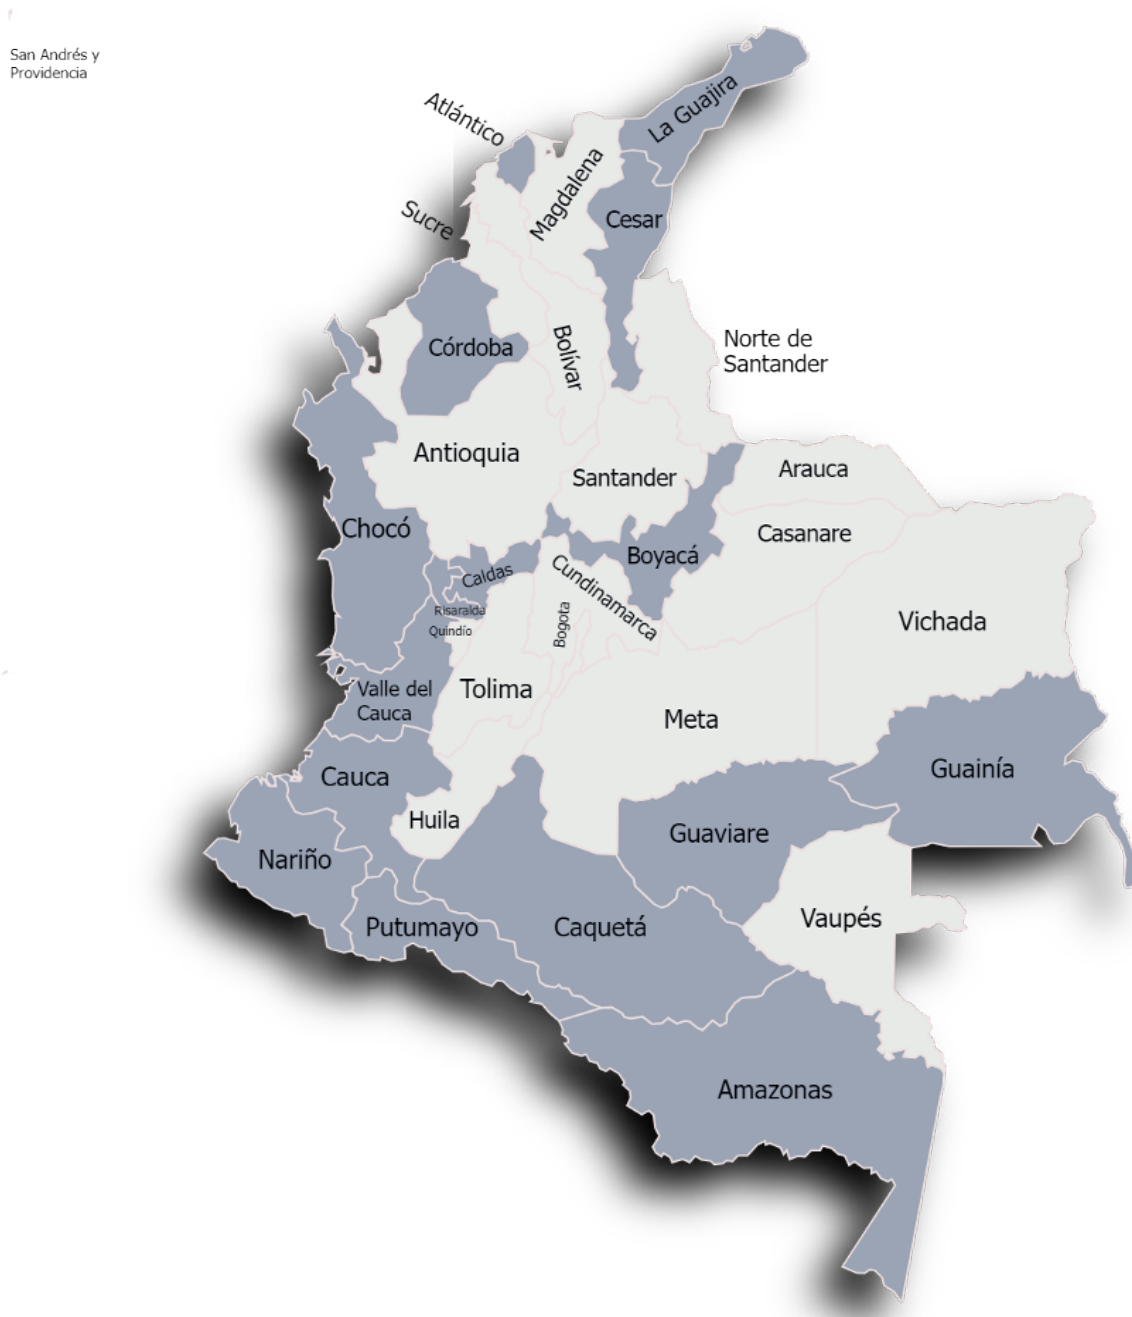 San Andrés y
Providencia
Atlántico
La Guajira
Magdalena
Sucre
Cesar
Bolívar
Norte de
Santander
Córdoba
Antioquia
Santander
Arauca
Chocó
Casanare
Boyacá
Caldas
Cundinamarca
Risaralda
Quindío
Bogota
Vichada
Valle del
Cauca
Tolima
Meta
Cauca
Guainía
Huila
Guaviare
Nariño
Putumayo
Caquetá
Vaupés
Amazonas